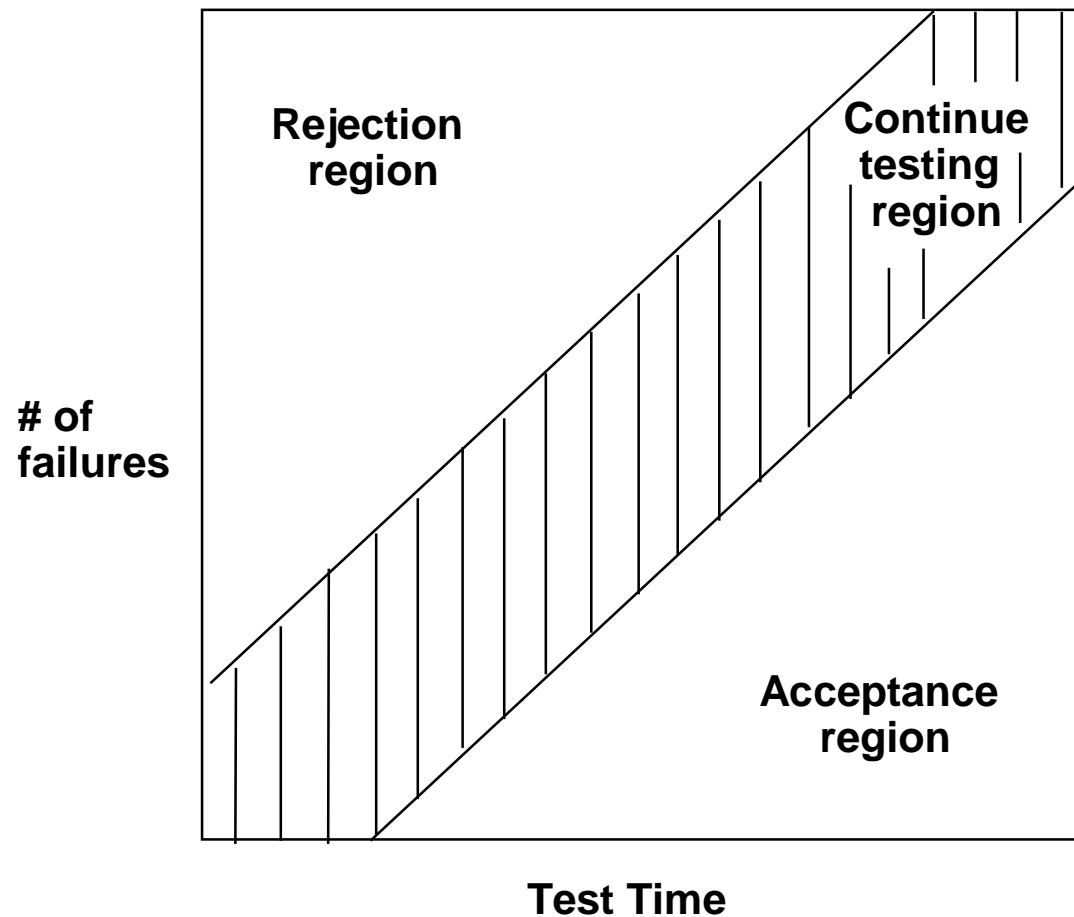 Rejection
region
Continue
testing
region
# of
failures
Acceptance
region
Test Time